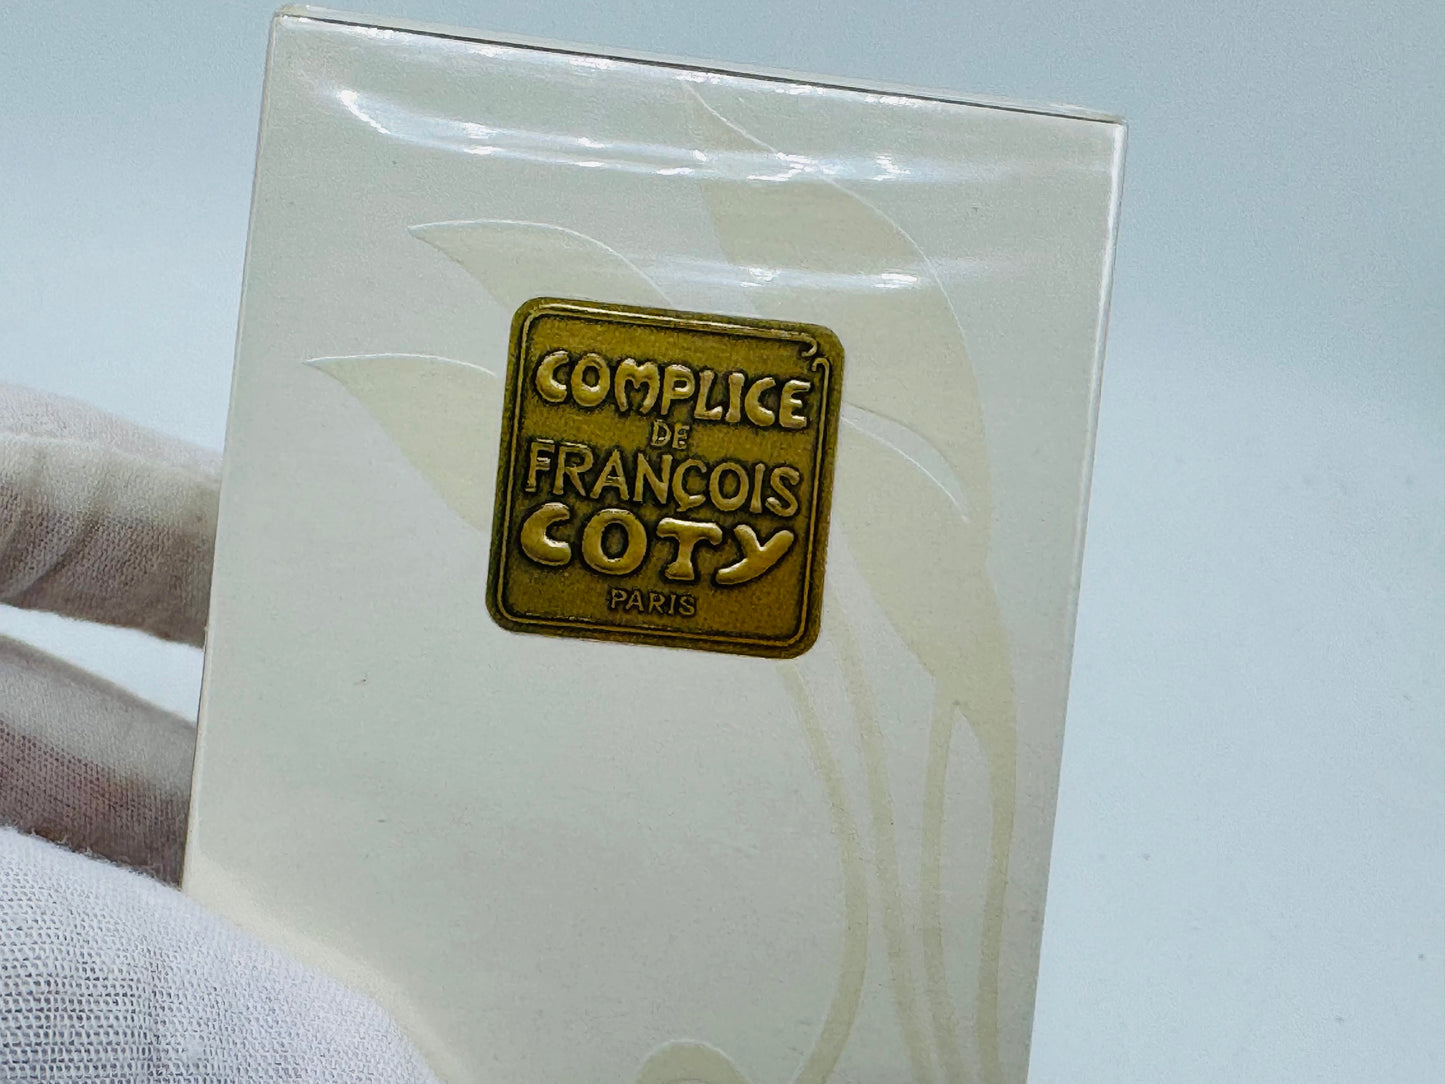 COMPLICE
DE
FRANÇOIS
COTY
PARIS